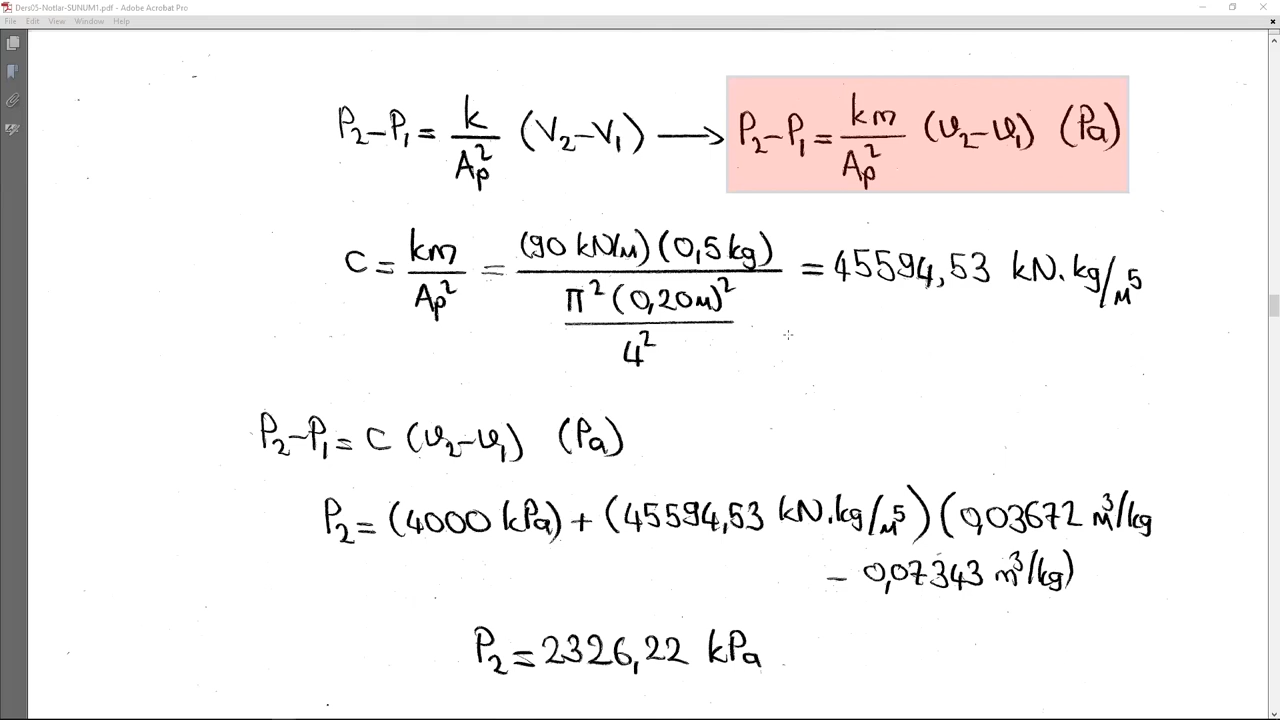 Ders05-Notlar-SUNUM1.pdf - Adobe Acrobat Pro
File Edit View Window Help
P₂-P₁ = k/Aₚ² (V₂-V₁) ⟶ P₂-P₁ = km/Aₚ² (υ₂-υ₁) (Pa)
C = km/Aₚ² = (90 kN/m)(0,5 kg) / (π²(0,20m)²/4²) = 45594,53 kN.kg/m⁵
P₂-P₁ = C (υ₂-υ₁) (Pa)
P₂ = (4000 kPa) + (45594,53 kN.kg/m⁵)(0,03672 m³/kg
- 0,07343 m³/kg)
P₂ = 2326,22 kPa